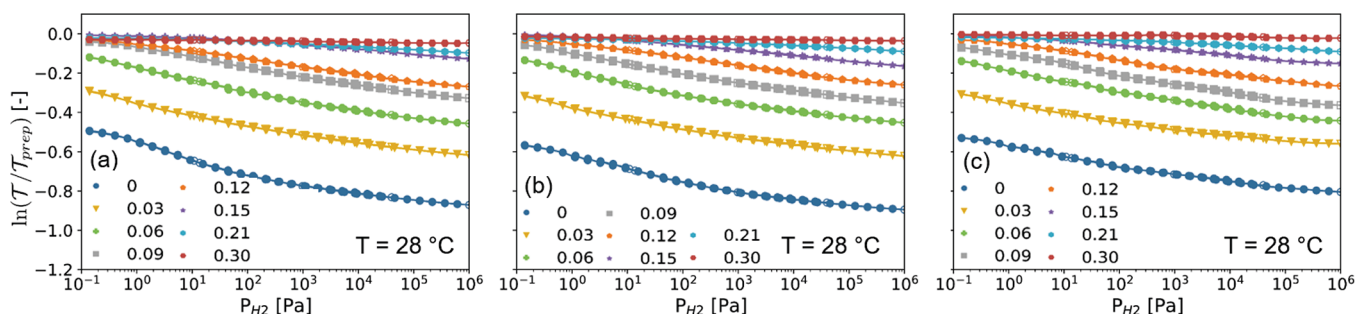 ln(𝒯/𝒯prep) [-]
0.0
−0.2
−0.4
−0.6
−0.8
−1.0
−1.2
(a)
0 0.12
0.03 0.15
0.06 0.21
0.09 0.30
T = 28 °C
10⁻¹ 10⁰ 10¹ 10² 10³ 10⁴ 10⁵ 10⁶
P_H2 [Pa]
(b)
0 0.09
0.03 0.12 0.21
0.06 0.15 0.30
T = 28 °C
10⁻¹ 10⁰ 10¹ 10² 10³ 10⁴ 10⁵ 10⁶
P_H2 [Pa]
(c)
0 0.12
0.03 0.15
0.06 0.21
0.09 0.30
T = 28 °C
10⁻¹ 10⁰ 10¹ 10² 10³ 10⁴ 10⁵ 10⁶
P_H2 [Pa]